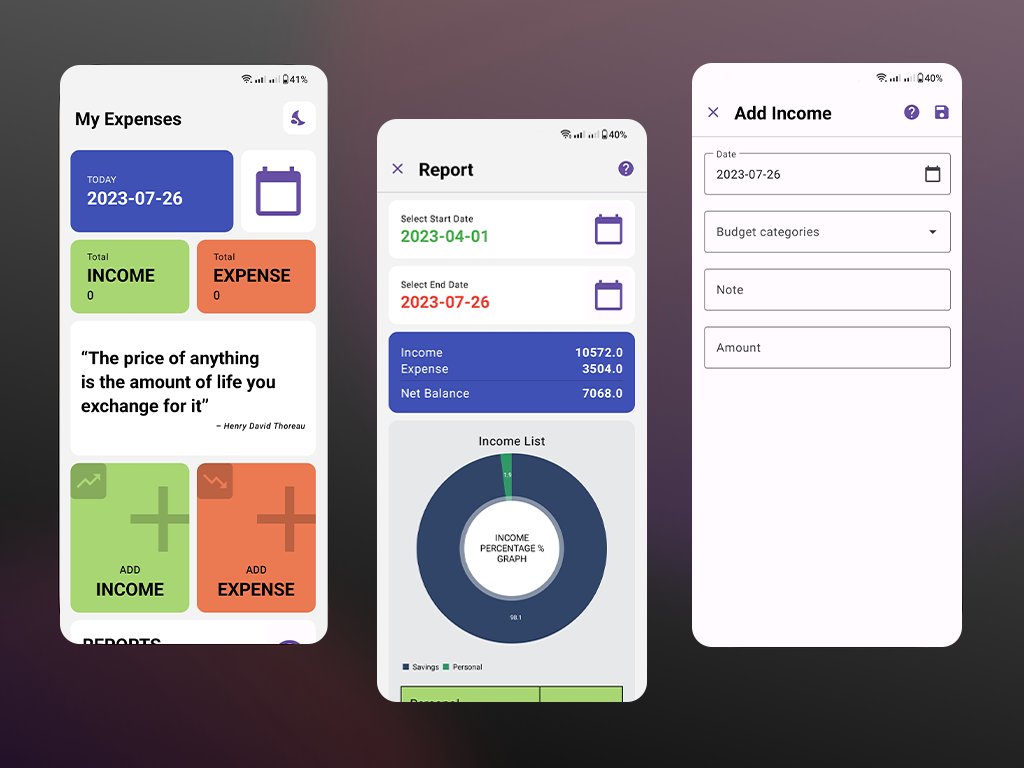 41%
My Expenses
TODAY
2023-07-26
Total
INCOME
0
Total
EXPENSE
0
“The price of anything
is the amount of life you
exchange for it”
– Henry David Thoreau
ADD
INCOME
ADD
EXPENSE
REPORTS
40%
Report
Select Start Date
2023-04-01
Select End Date
2023-07-26
Income 10572.0
Expense 3504.0
Net Balance 7068.0
Income List
1.9
INCOME
PERCENTAGE %
GRAPH
98.1
Savings Personal
Personal
40%
Add Income
Date
2023-07-26
Budget categories
Note
Amount